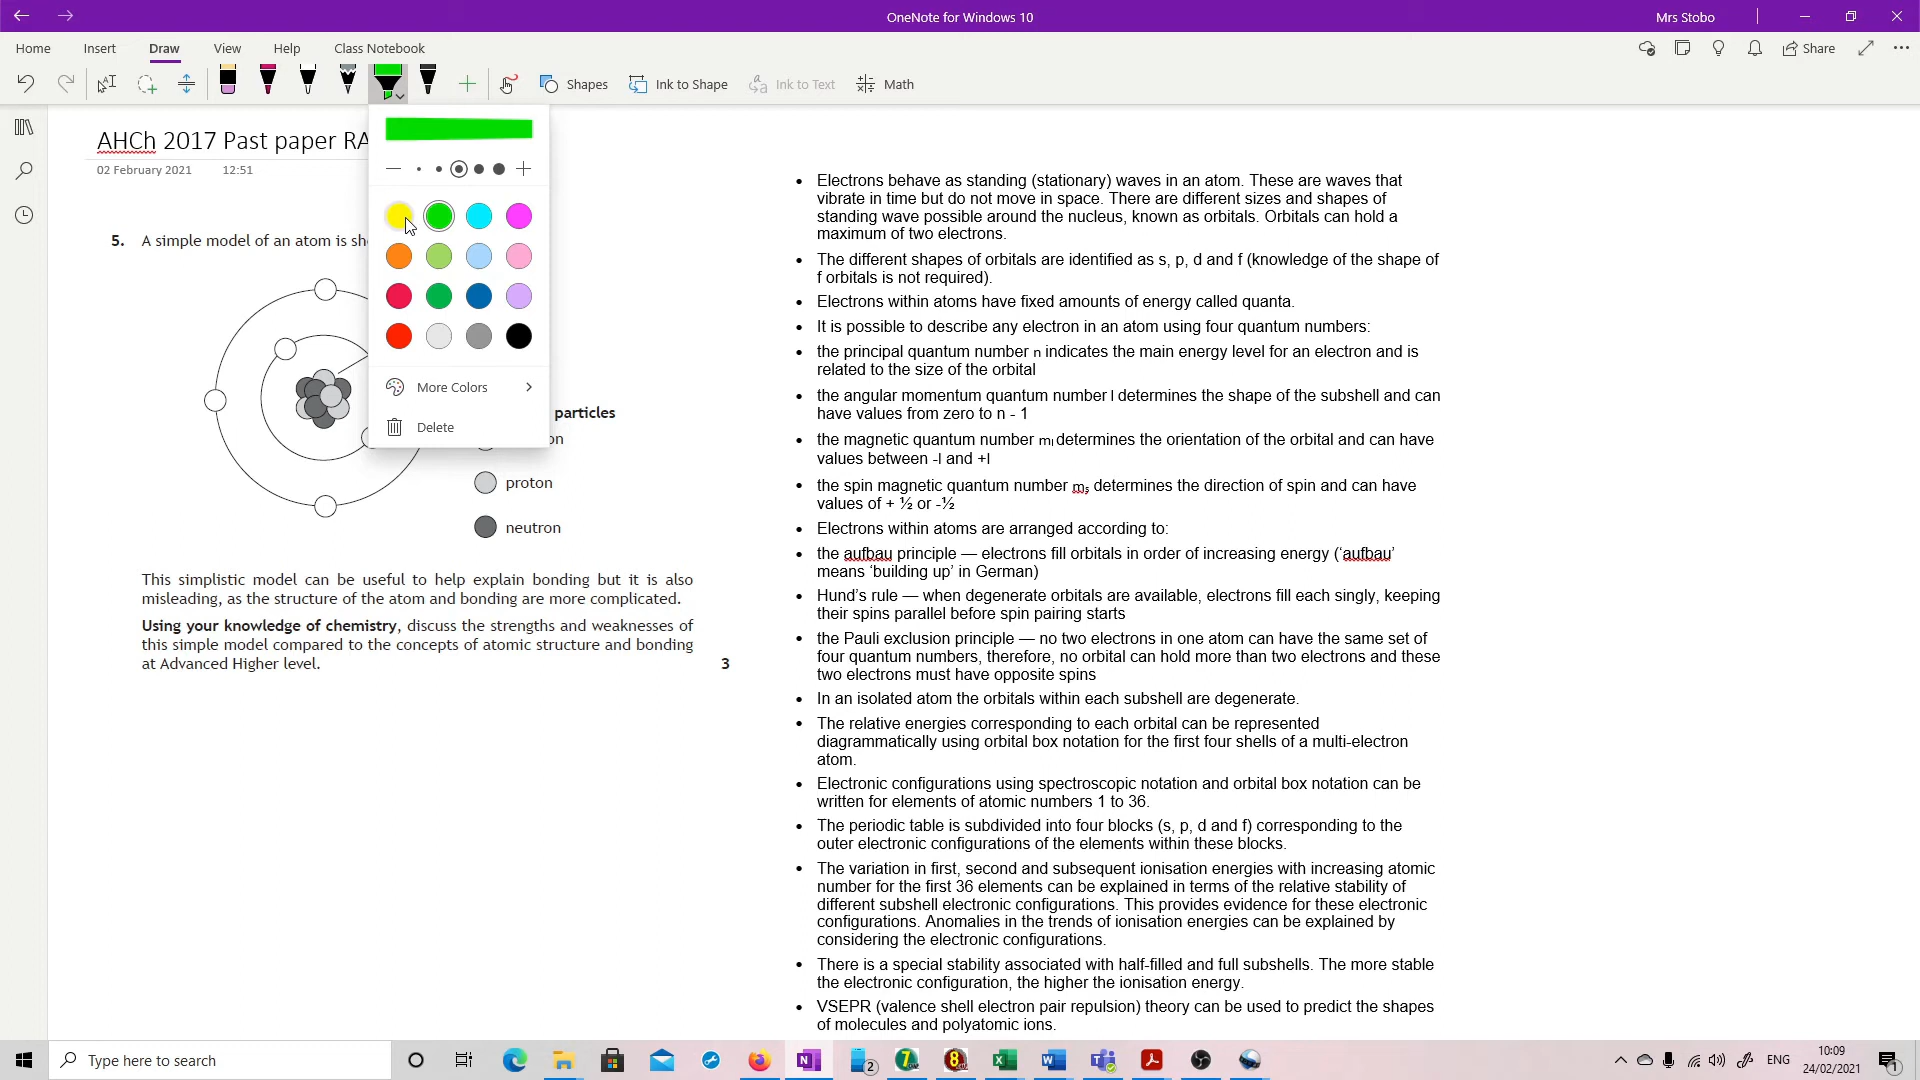 OneNote for Windows 10
Mrs Stobo
Home Insert Draw View Help Class Notebook
Share
Shapes Ink to Shape Ink to Text Math
AHCh 2017 Past paper RA
02 February 2021 12:51
5. A simple model of an atom is sh
More Colors
Delete
particles
on
proton
neutron
This simplistic model can be useful to help explain bonding but it is also
misleading, as the structure of the atom and bonding are more complicated.
Using your knowledge of chemistry, discuss the strengths and weaknesses of
this simple model compared to the concepts of atomic structure and bonding
at Advanced Higher level. 3
• Electrons behave as standing (stationary) waves in an atom. These are waves that
vibrate in time but do not move in space. There are different sizes and shapes of
standing wave possible around the nucleus, known as orbitals. Orbitals can hold a
maximum of two electrons.
• The different shapes of orbitals are identified as s, p, d and f (knowledge of the shape of
f orbitals is not required).
• Electrons within atoms have fixed amounts of energy called quanta.
• It is possible to describe any electron in an atom using four quantum numbers:
• the principal quantum number n indicates the main energy level for an electron and is
related to the size of the orbital
• the angular momentum quantum number l determines the shape of the subshell and can
have values from zero to n - 1
• the magnetic quantum number ml determines the orientation of the orbital and can have
values between -l and +l
• the spin magnetic quantum number ms determines the direction of spin and can have
values of + ½ or -½
• Electrons within atoms are arranged according to:
• the aufbau principle — electrons fill orbitals in order of increasing energy (‘aufbau’
means ‘building up’ in German)
• Hund’s rule — when degenerate orbitals are available, electrons fill each singly, keeping
their spins parallel before spin pairing starts
• the Pauli exclusion principle — no two electrons in one atom can have the same set of
four quantum numbers, therefore, no orbital can hold more than two electrons and these
two electrons must have opposite spins
• In an isolated atom the orbitals within each subshell are degenerate.
• The relative energies corresponding to each orbital can be represented
diagrammatically using orbital box notation for the first four shells of a multi-electron
atom.
• Electronic configurations using spectroscopic notation and orbital box notation can be
written for elements of atomic numbers 1 to 36.
• The periodic table is subdivided into four blocks (s, p, d and f) corresponding to the
outer electronic configurations of the elements within these blocks.
• The variation in first, second and subsequent ionisation energies with increasing atomic
number for the first 36 elements can be explained in terms of the relative stability of
different subshell electronic configurations. This provides evidence for these electronic
configurations. Anomalies in the trends of ionisation energies can be explained by
considering the electronic configurations.
• There is a special stability associated with half-filled and full subshells. The more stable
the electronic configuration, the higher the ionisation energy.
• VSEPR (valence shell electron pair repulsion) theory can be used to predict the shapes
of molecules and polyatomic ions.
Type here to search
2
7
8
ENG
10:09
24/02/2021
1